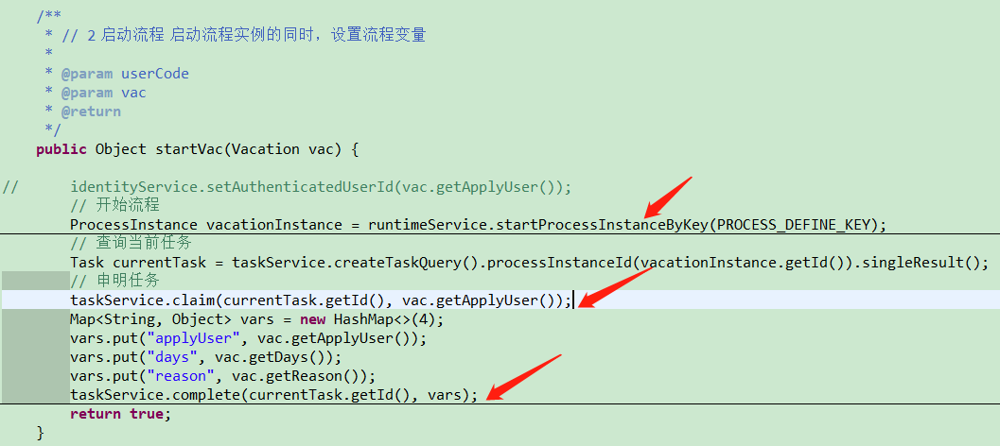 /**
* // 2 启动流程 启动流程实例的同时，设置流程变量
*
* @param userCode
* @param vac
* @return
*/
public Object startVac(Vacation vac) {
// identityService.setAuthenticatedUserId(vac.getApplyUser());
// 开始流程
ProcessInstance vacationInstance = runtimeService.startProcessInstanceByKey(PROCESS_DEFINE_KEY);
// 查询当前任务
Task currentTask = taskService.createTaskQuery().processInstanceId(vacationInstance.getId()).singleResult();
// 申明任务
taskService.claim(currentTask.getId(), vac.getApplyUser());
Map<String, Object> vars = new HashMap<>(4);
vars.put("applyUser", vac.getApplyUser());
vars.put("days", vac.getDays());
vars.put("reason", vac.getReason());
taskService.complete(currentTask.getId(), vars);
return true;
}